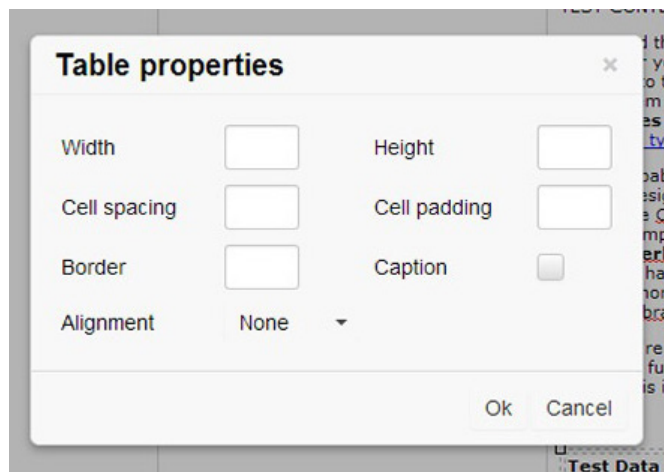 Table properties
×
Width
Height
Cell spacing
Cell padding
Border
Caption
Alignment
None
Ok
Cancel
Test Data